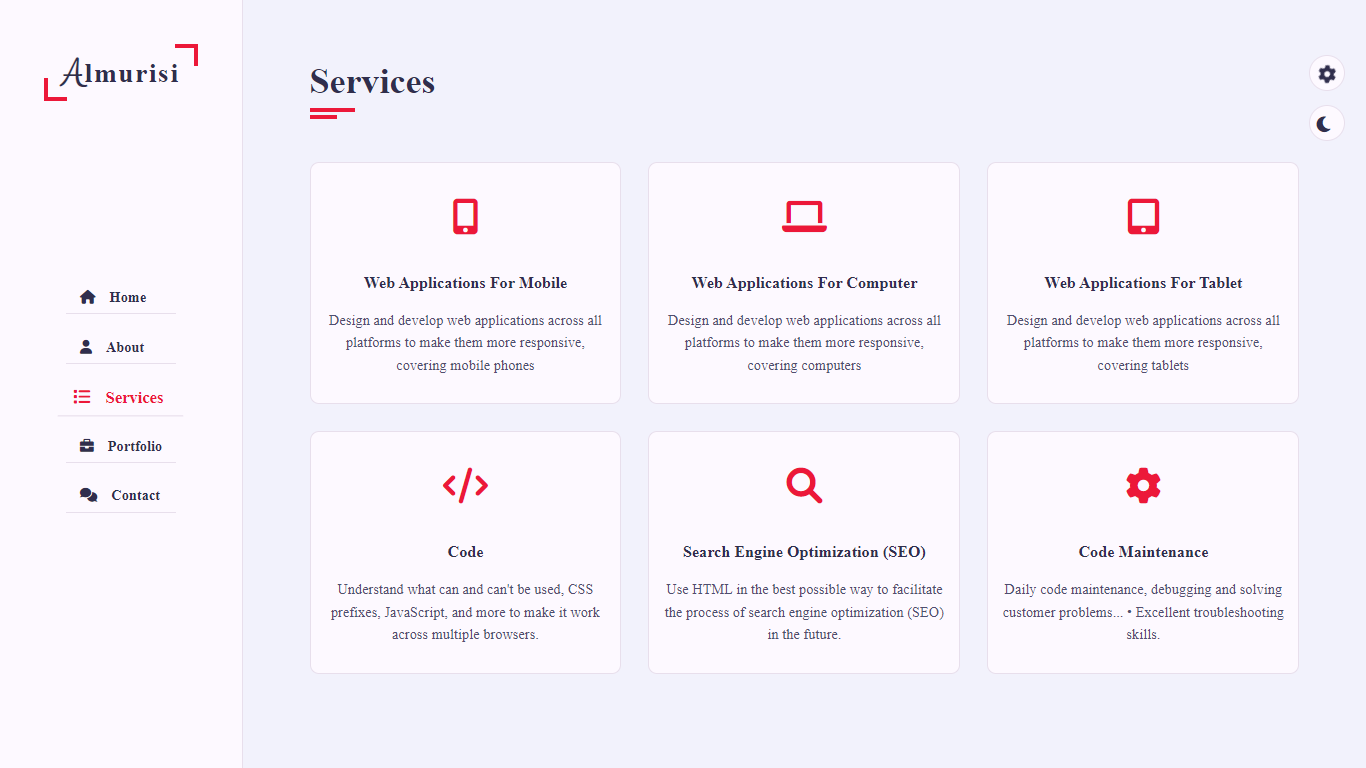 Almurisi
Home
About
Services
Portfolio
Contact
Services
Web Applications For Mobile
Design and develop web applications across all
platforms to make them more responsive,
covering mobile phones
Web Applications For Computer
Design and develop web applications across all
platforms to make them more responsive,
covering computers
Web Applications For Tablet
Design and develop web applications across all
platforms to make them more responsive,
covering tablets
Code
Understand what can and can't be used, CSS
prefixes, JavaScript, and more to make it work
across multiple browsers.
Search Engine Optimization (SEO)
Use HTML in the best possible way to facilitate
the process of search engine optimization (SEO)
in the future.
Code Maintenance
Daily code maintenance, debugging and solving
customer problems... • Excellent troubleshooting
skills.